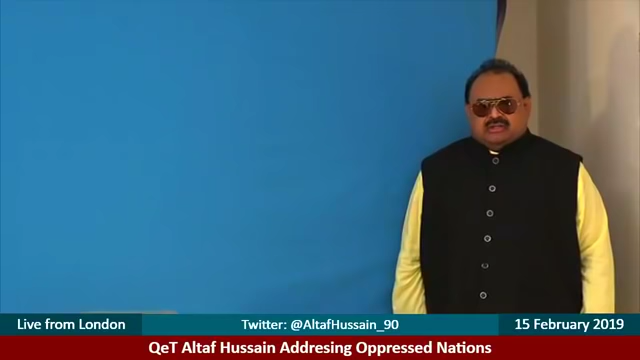 Live from London Twitter: @AltafHussain_90 15 February 2019
QeT Altaf Hussain Addresing Oppressed Nations